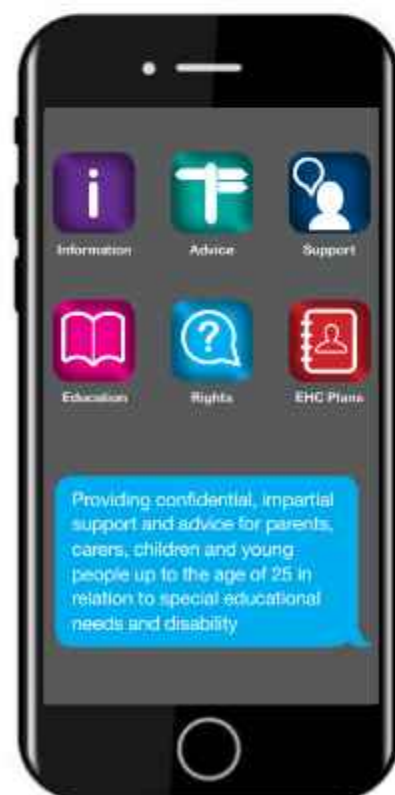 i
Information Advice Support
?
Education Rights EHC Plans
Providing confidential, impartial
support and advice for parents,
carers, children and young
people up to the age of 25 in
relation to special educational
needs and disability